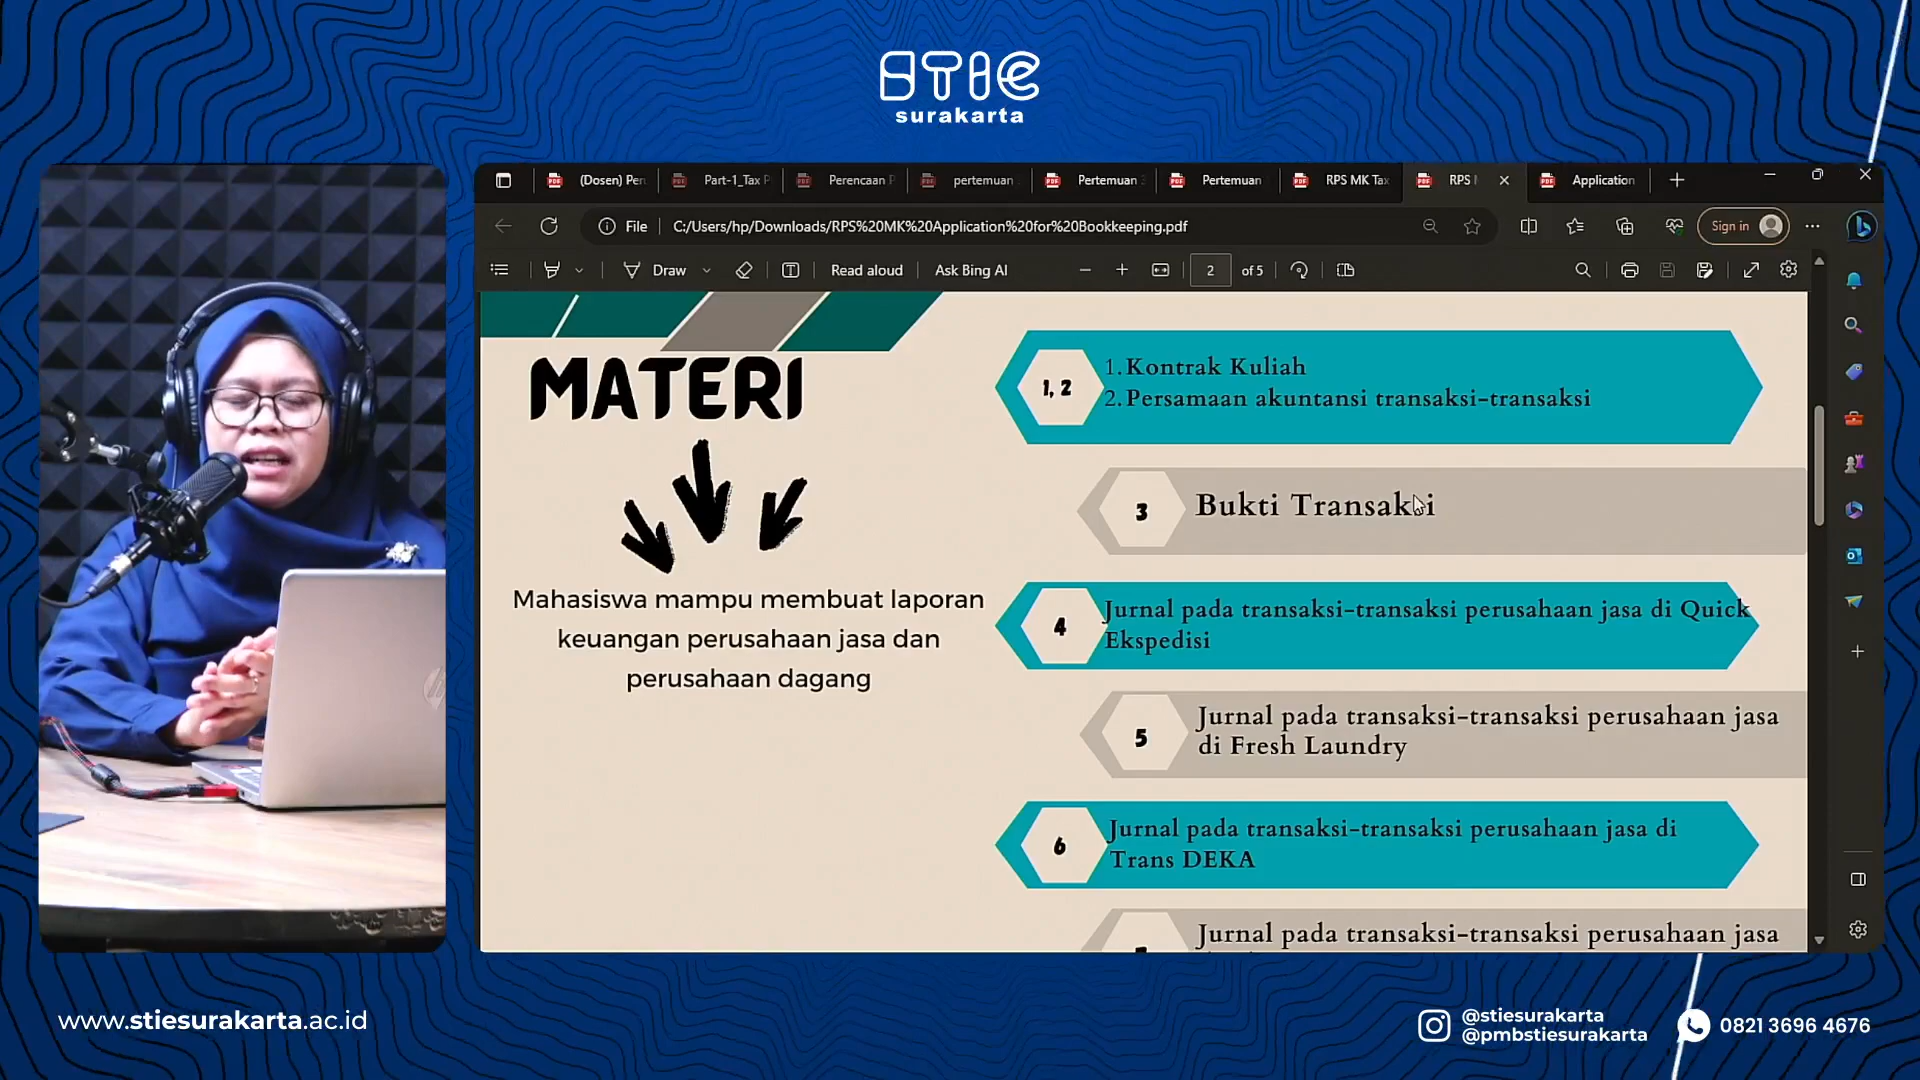 STIE
surakarta
(Dosen) Per
Part-1_Tax P
Perencaan P
pertemuan
Pertemuan 3
Pertemuan
RPS MK Tax
RPS
Application
File
C:/Users/hp/Downloads/RPS%20MK%20Application%20for%20Bookkeeping.pdf
Sign in
Draw
Read aloud
Ask Bing AI
2
of 5
MATERI
Mahasiswa mampu membuat laporan
keuangan perusahaan jasa dan
perusahaan dagang
1, 2
1. Kontrak Kuliah
2. Persamaan akuntansi transaksi-transaksi
3
Bukti Transaksi
4
Jurnal pada transaksi-transaksi perusahaan jasa di Quick
Ekspedisi
5
Jurnal pada transaksi-transaksi perusahaan jasa
di Fresh Laundry
6
Jurnal pada transaksi-transaksi perusahaan jasa di
Trans DEKA
Jurnal pada transaksi-transaksi perusahaan jasa
www.stiesurakarta.ac.id
@stiesurakarta
@pmbstiesurakarta
0821 3696 4676